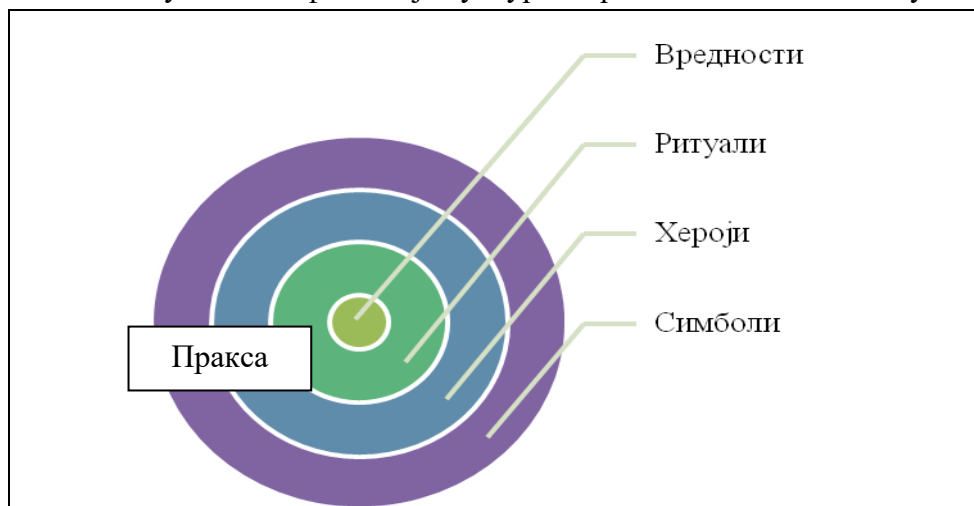 Вредности
Ритуали
Хероји
Симболи
Пракса